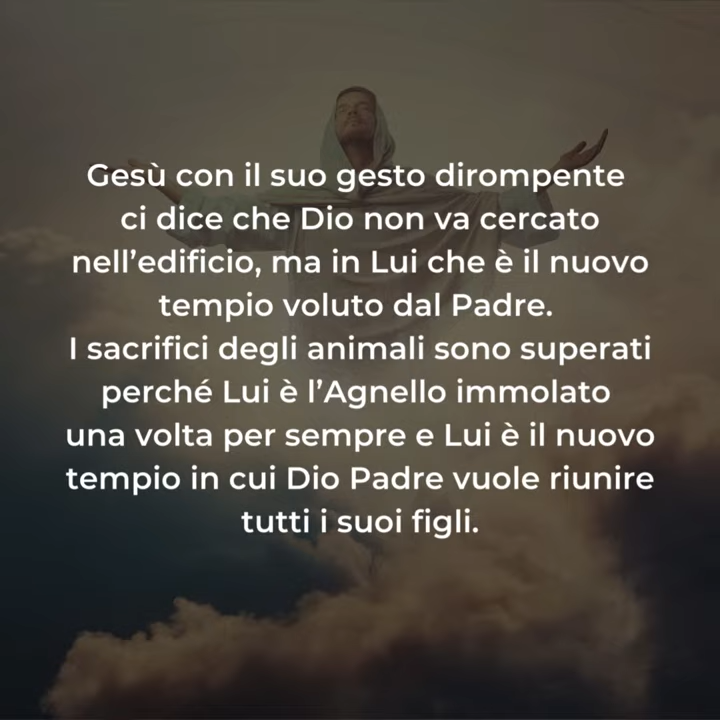 Gesù con il suo gesto dirompente
ci dice che Dio non va cercato
nell’edificio, ma in Lui che è il nuovo
tempio voluto dal Padre.
I sacrifici degli animali sono superati
perché Lui è l’Agnello immolato
una volta per sempre e Lui è il nuovo
tempio in cui Dio Padre vuole riunire
tutti i suoi figli.